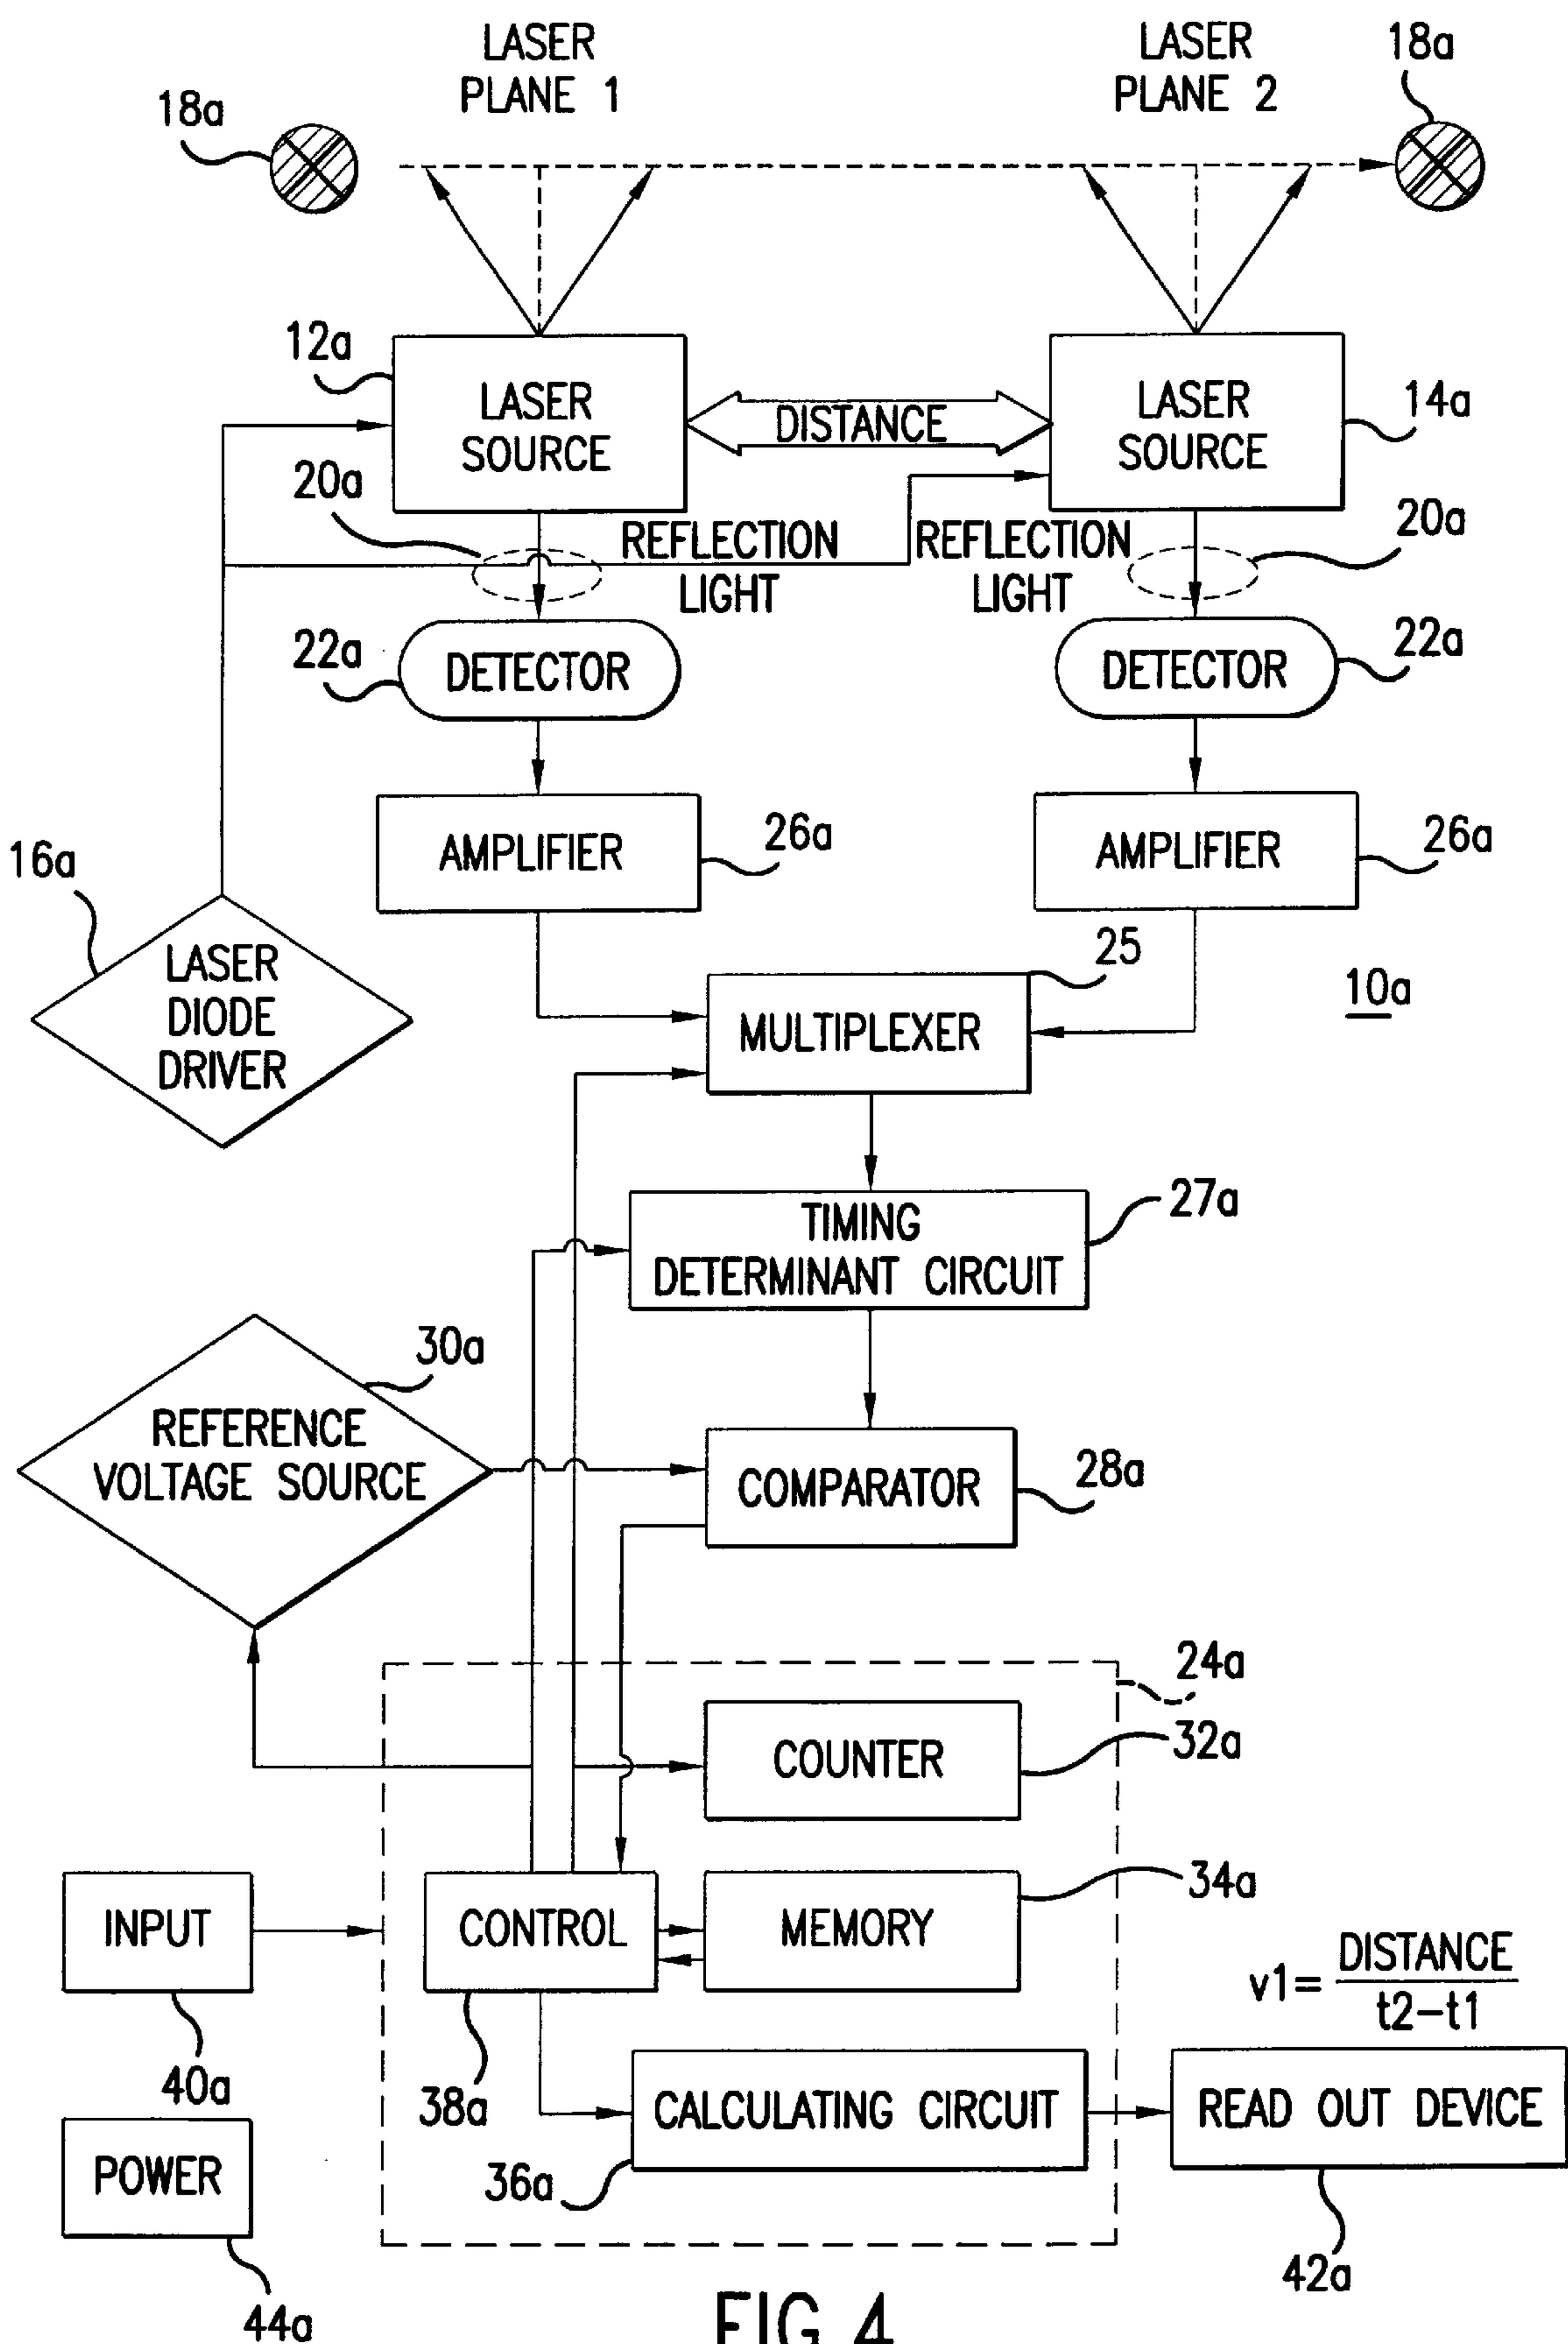 LASER
PLANE 1
LASER
PLANE 2
18a
18a
12a
LASER
SOURCE
DISTANCE
LASER
SOURCE
14a
20a
REFLECTION
LIGHT
REFLECTION
LIGHT
20a
22a
DETECTOR
DETECTOR
22a
16a
AMPLIFIER
26a
AMPLIFIER
26a
LASER
DIODE
DRIVER
25
MULTIPLEXER
10a
TIMING
DETERMINANT CIRCUIT
27a
30a
REFERENCE
VOLTAGE SOURCE
COMPARATOR
28a
24a
COUNTER
32a
INPUT
CONTROL
MEMORY
34a
v1= DISTANCE
t2-t1
40a
38a
CALCULATING CIRCUIT
READ OUT DEVICE
POWER
36a
42a
44a
FIG.4